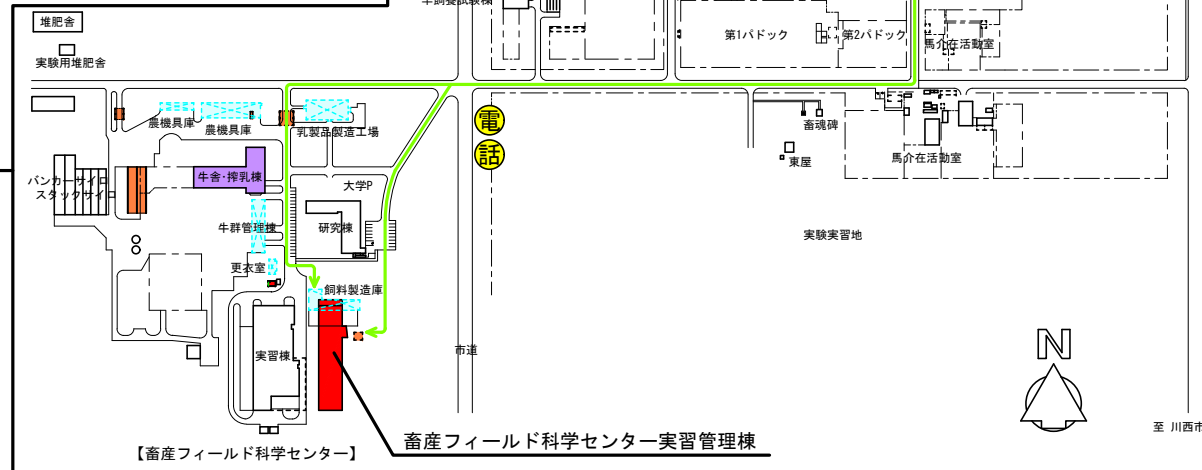 堆肥舎
実験用堆肥舎
第1パドック
第2パドック
馬介在活動室
農機具庫
農機具庫
乳製品製造工場
電話
畜魂碑
東屋
馬介在活動室
バンカーサイロ
スタックサイロ
牛舎・搾乳棟
大学P
牛群管理棟
研究棟
実験実習地
更衣室
飼料製造庫
実習棟
市道
N
至 川西市
【畜産フィールド科学センター】
畜産フィールド科学センター実習管理棟